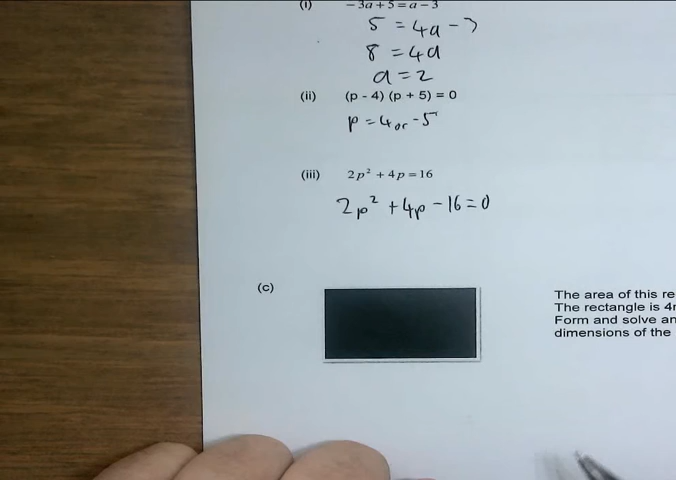 (i) -3a + 5 = a - 3
5 = 4a - 3
8 = 4a
a = 2
(ii) (p - 4) (p + 5) = 0
p = 4 or -5
(iii) 2p² + 4p = 16
2p² + 4p - 16 = 0
(c)
The area of this re
The rectangle is 4
Form and solve an
dimensions of the